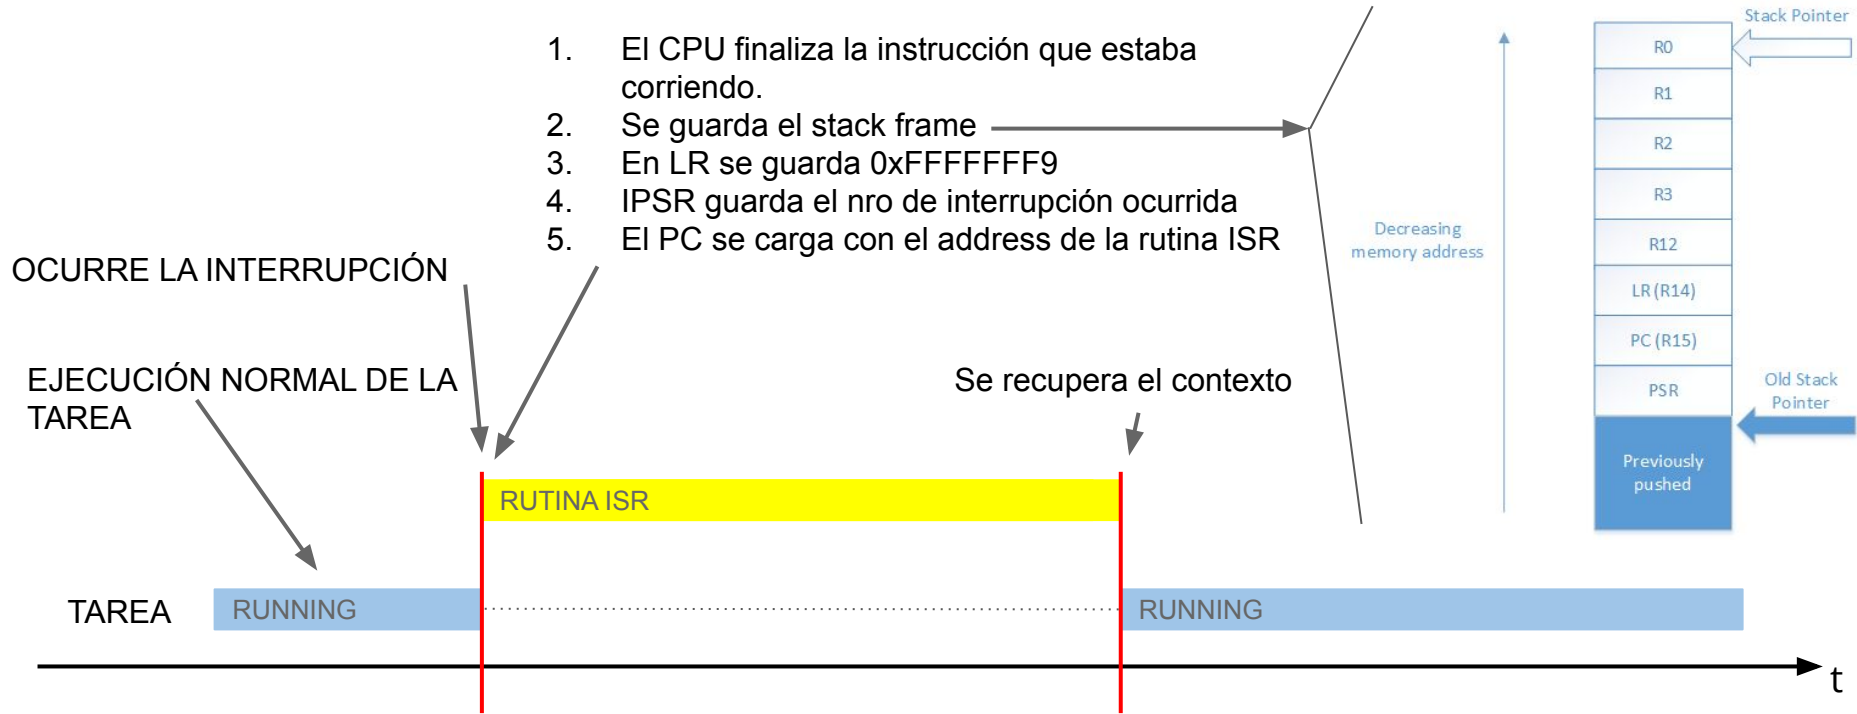 1. El CPU finaliza la instrucción que estaba
corriendo.
2. Se guarda el stack frame
3. En LR se guarda 0xFFFFFFF9
4. IPSR guarda el nro de interrupción ocurrida
5. El PC se carga con el address de la rutina ISR
OCURRE LA INTERRUPCIÓN
EJECUCIÓN NORMAL DE LA
TAREA
Se recupera el contexto
RUTINA ISR
TAREA
RUNNING
RUNNING
t
Decreasing
memory address
Stack Pointer
R0
R1
R2
R3
R12
LR (R14)
PC (R15)
PSR
Old Stack
Pointer
Previously
pushed